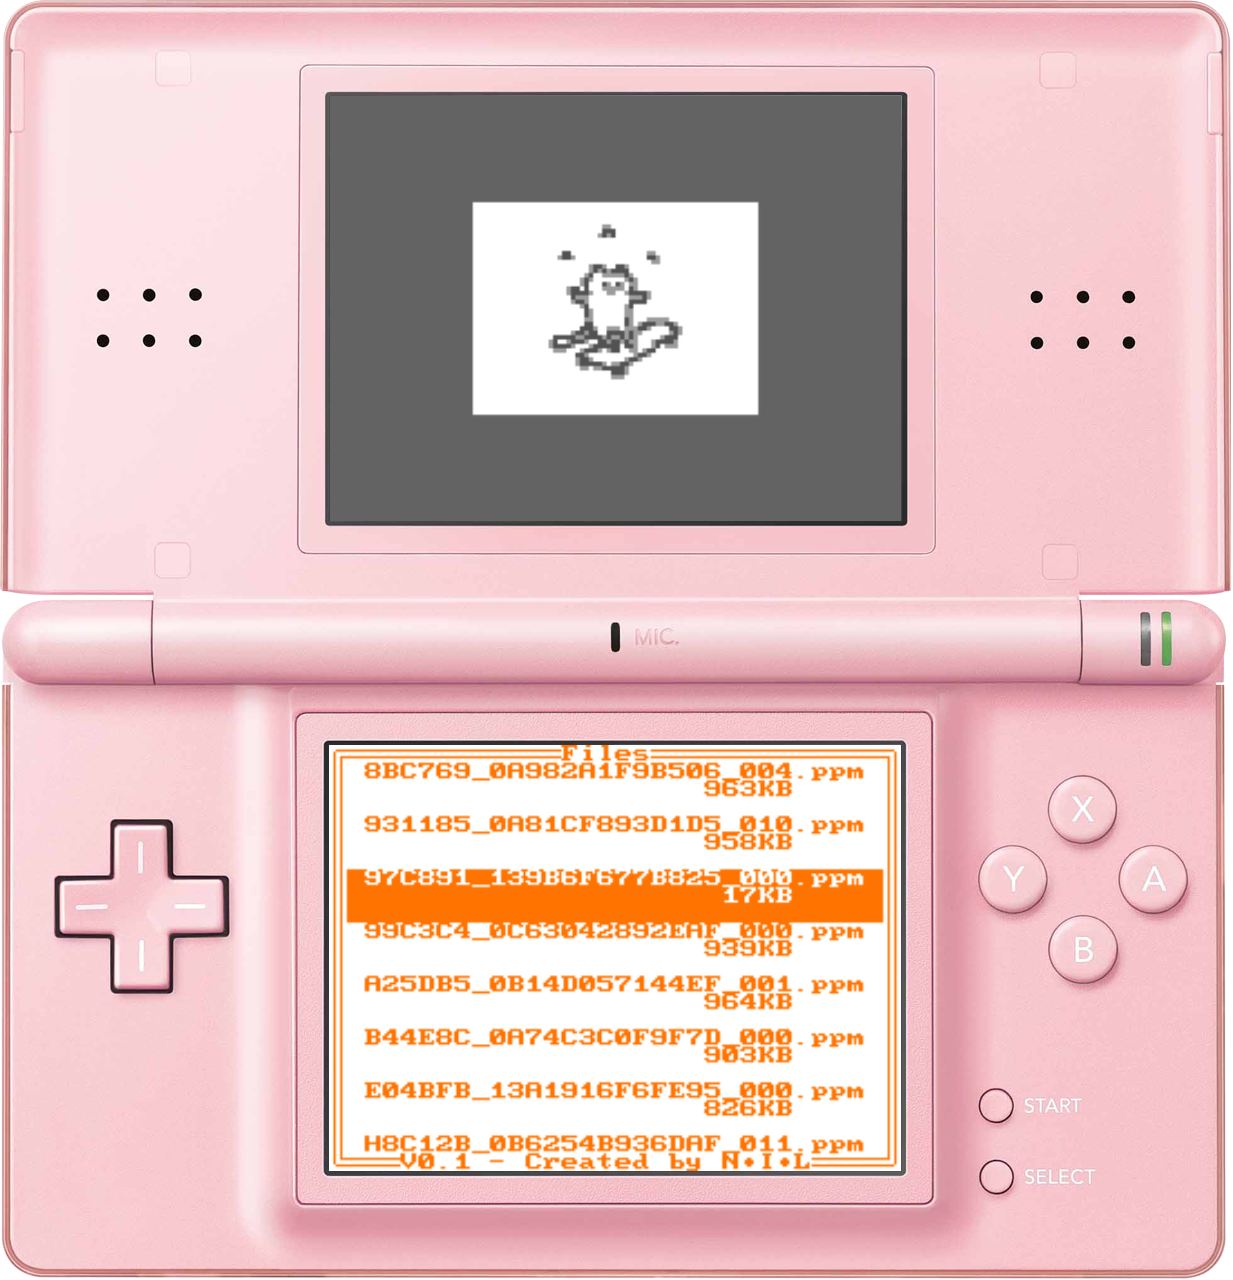 MIC.
Files
8BC769_0A982A1F9B506_004.ppm
963KB
931185_0A81CF893D1D5_010.ppm
958KB
97C891_139B6F677B825_000.ppm
17KB
99C3C4_0C63042892EAF_000.ppm
939KB
A25DB5_0B14D057144EF_001.ppm
964KB
B44E8C_0A74C3C0F9F7D_000.ppm
903KB
E04BFB_13A1916F6FE95_000.ppm
826KB
H8C12B_0B6254B936DAF_011.ppm
V0.1 - Created by N•I•L
X
Y
A
B
START
SELECT